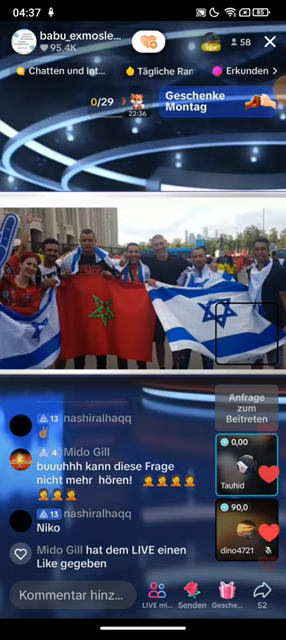 04:37
85
babu_exmosle...
95.4K
10+
58
Chatten und Int...
Tägliche Ran
Erkunden
0/29
22:36
Geschenke
Montag
Anfrage
zum
Beitreten
13 nashiralhaqq
4 Mido Gill
buuuhhh kann diese Frage
nicht mehr hören! 🤦🤦🤦
🤦🤦🤦
13 nashiralhaqq
Niko
Mido Gill hat dem LIVE einen
Like gegeben
0,00
Tauhid
90,0
dino4721
Kommentar hinz...
LIVE mi...
Senden
Gesche...
52